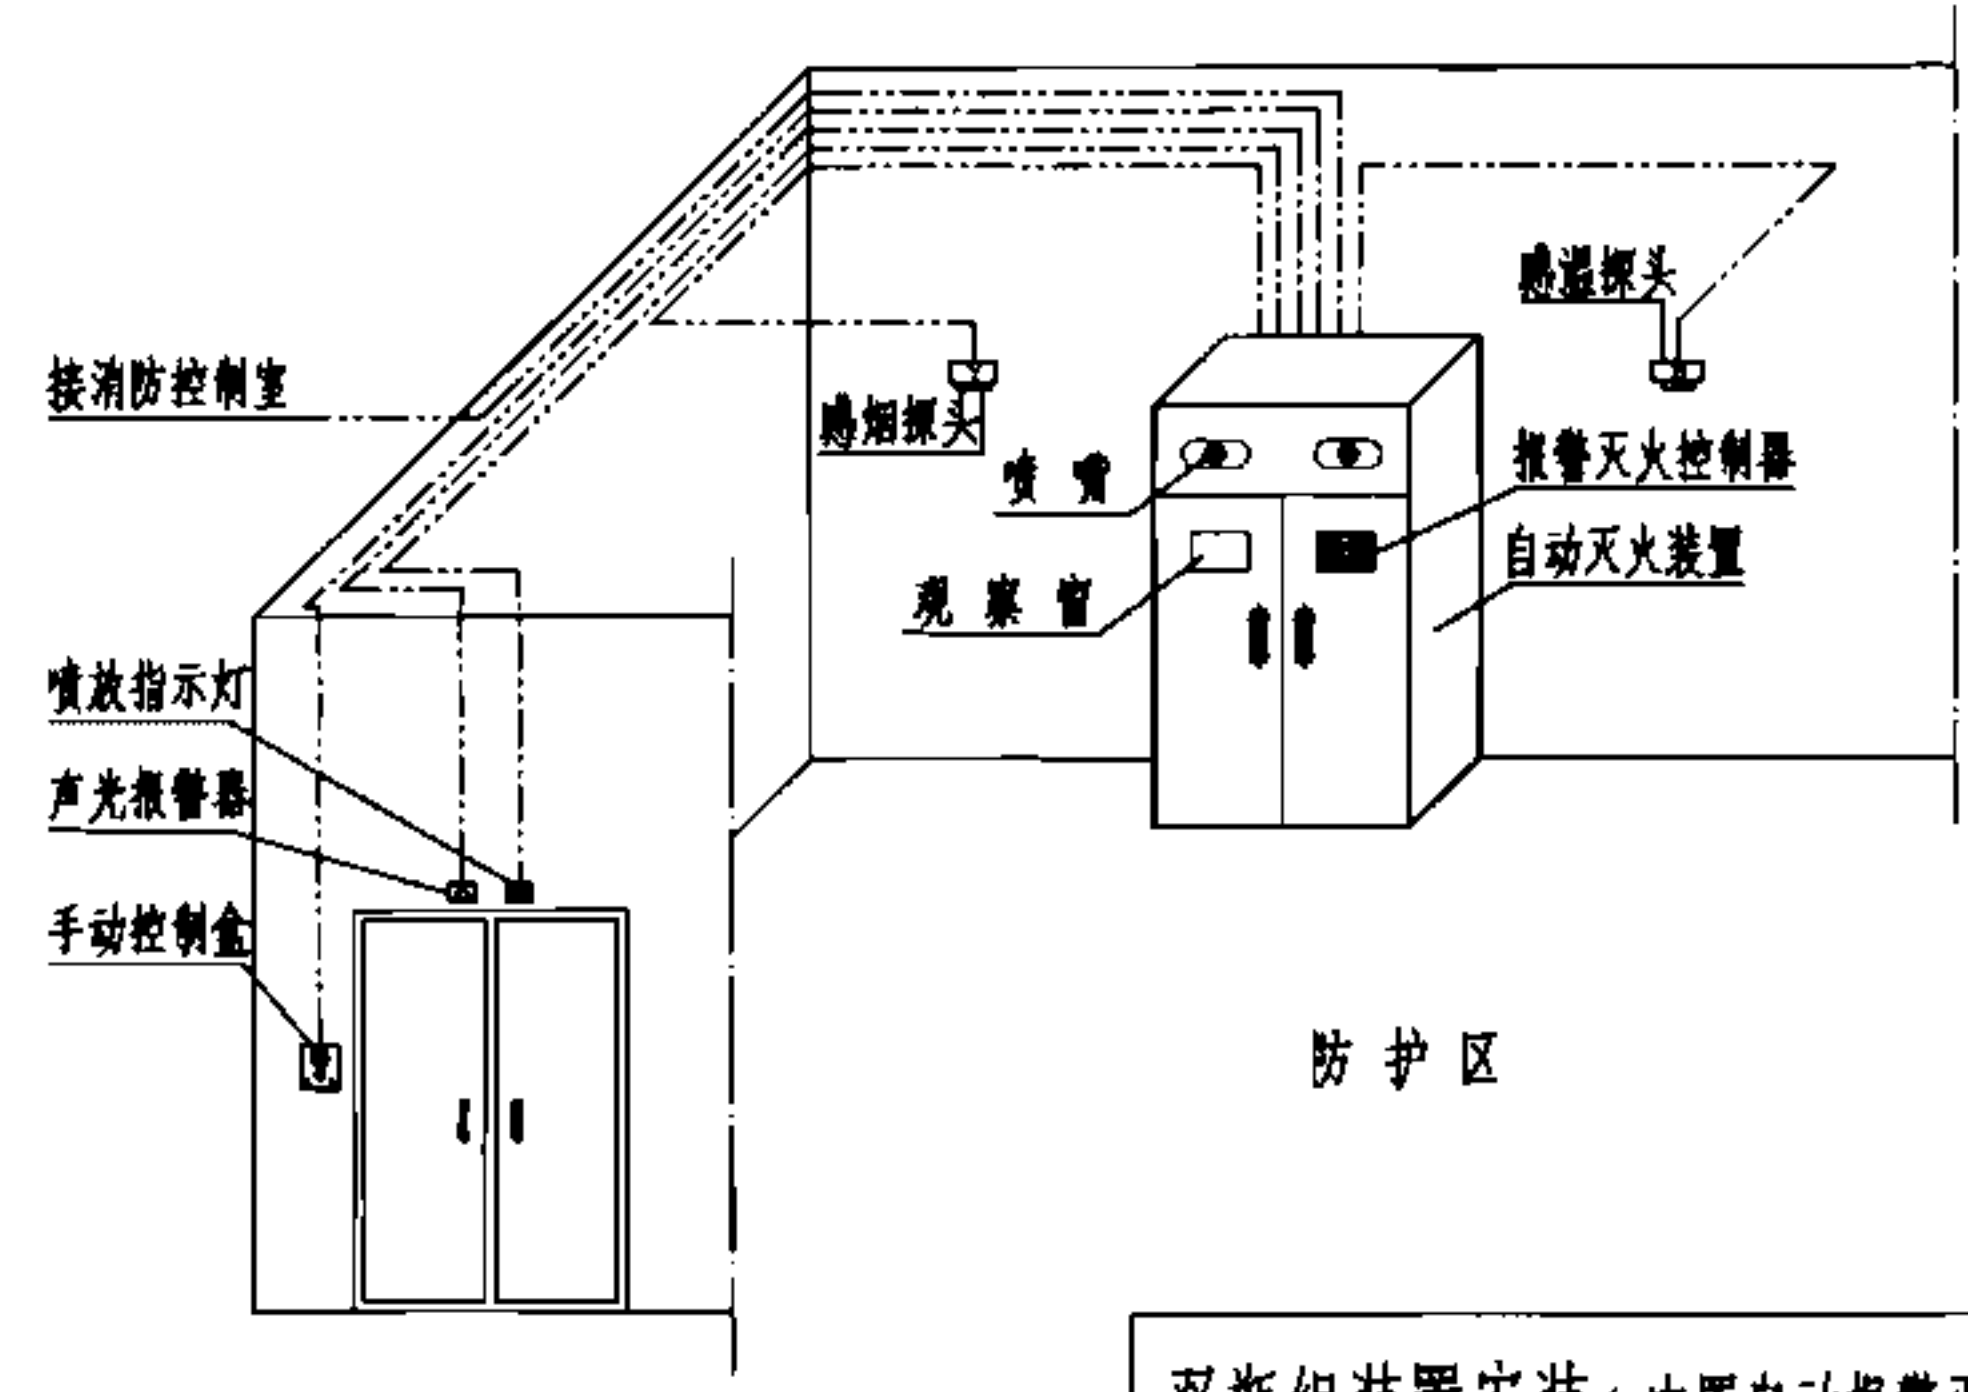 感温探头
接消防控制室
感烟探头
喷嘴
报警灭火控制器
自动灭火装置
观察窗
喷放指示灯
声光报警器
手动控制盒
防护区